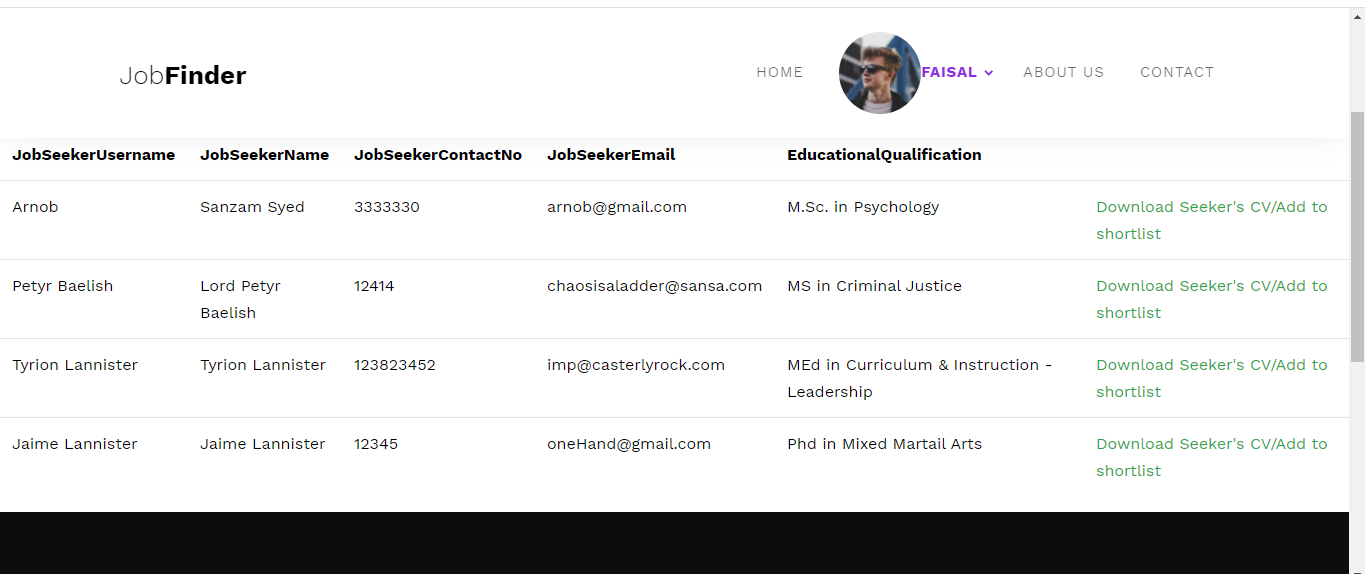 JobFinder
HOME FAISAL ABOUT US CONTACT
JobSeekerUsername JobSeekerName JobSeekerContactNo JobSeekerEmail EducationalQualification
Arnob Sanzam Syed 3333330 arnob@gmail.com M.Sc. in Psychology Download Seeker's CV/Add to
shortlist
Petyr Baelish Lord Petyr 12414 chaosisaladder@sansa.com MS in Criminal Justice Download Seeker's CV/Add to
Baelish shortlist
Tyrion Lannister Tyrion Lannister 123823452 imp@casterlyrock.com MEd in Curriculum & Instruction - Download Seeker's CV/Add to
Leadership shortlist
Jaime Lannister Jaime Lannister 12345 oneHand@gmail.com Phd in Mixed Martail Arts Download Seeker's CV/Add to
shortlist